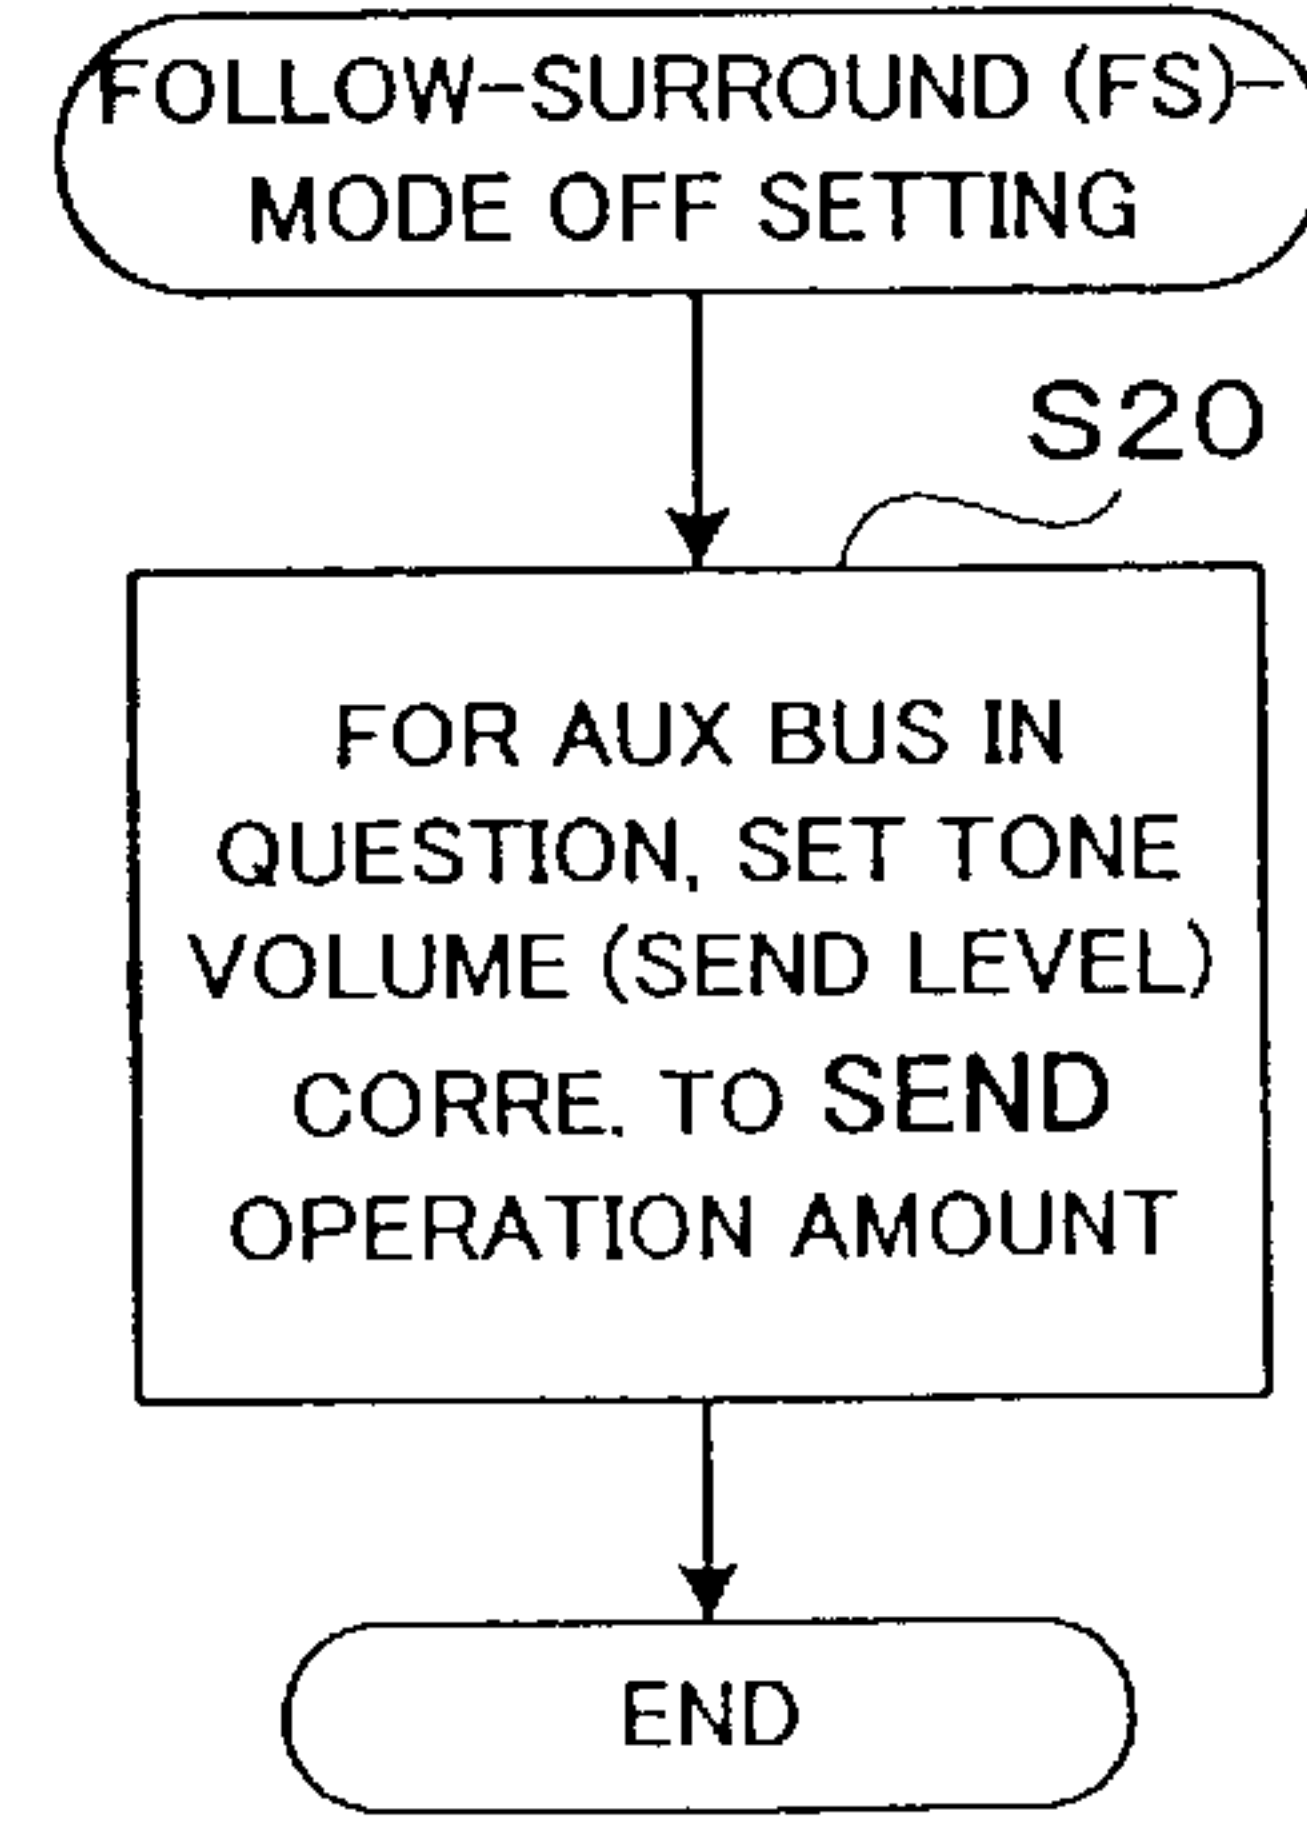 FOLLOW-SURROUND (FS)-
MODE OFF SETTING
S20
FOR AUX BUS IN
QUESTION, SET TONE
VOLUME (SEND LEVEL)
CORRE. TO SEND
OPERATION AMOUNT
END